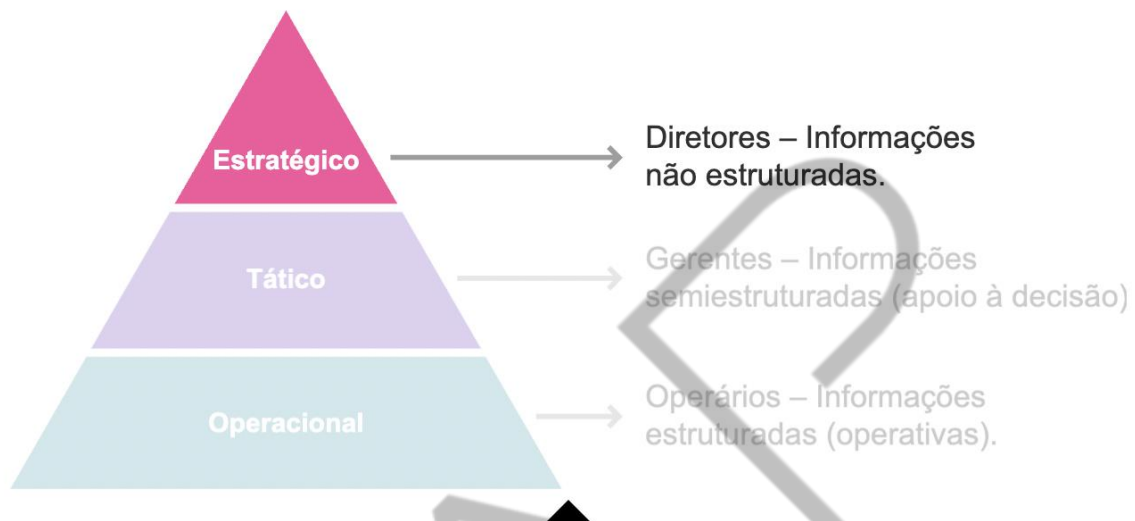 Estratégico
Diretores – Informações
não estruturadas.
Tático
Gerentes – Informações
semiestruturadas (apoio à decisão)
Operacional
Operários – Informações
estruturadas (operativas).